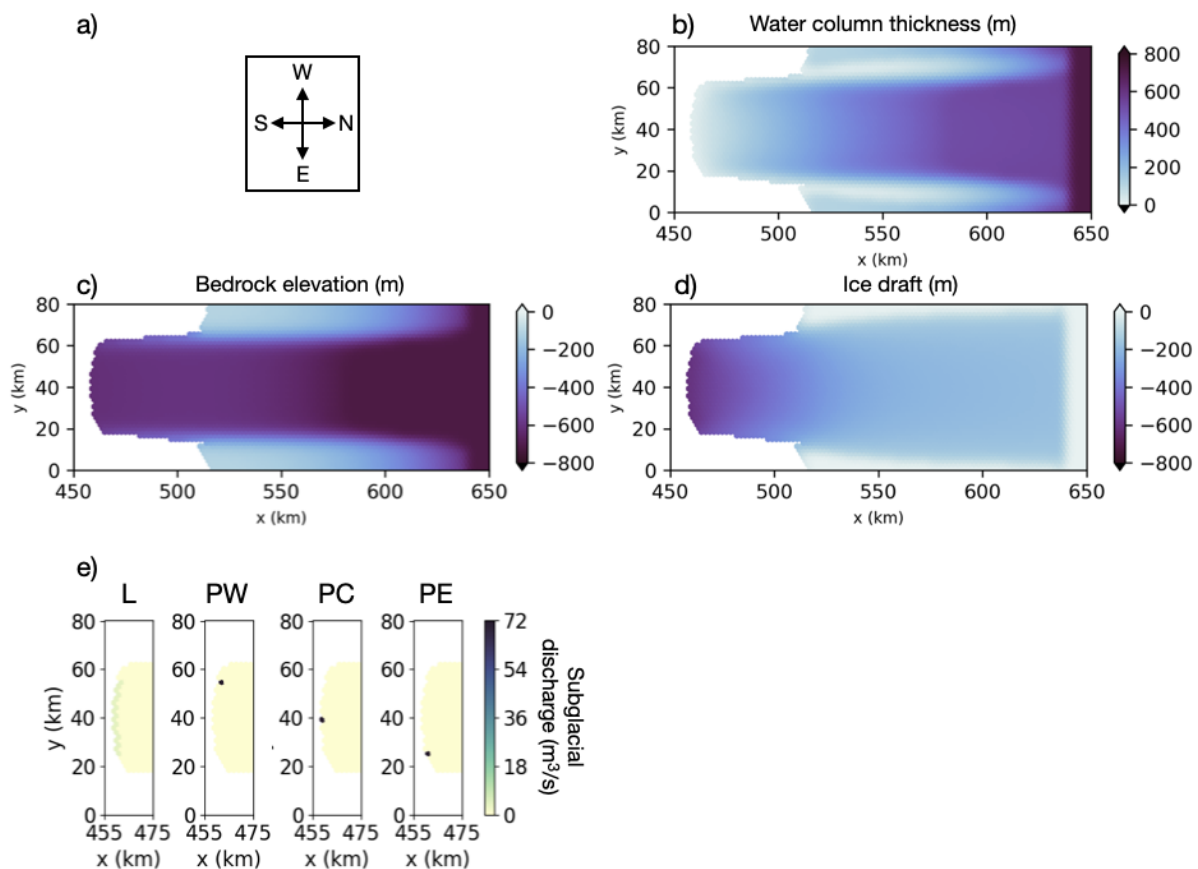 a)
W
S N
E
b)
Water column thickness (m)
80
60
40
20
0
y (km)
450 500 550 600 650
x (km)
800
600
400
200
0
c)
Bedrock elevation (m)
80
60
40
20
0
y (km)
450 500 550 600 650
x (km)
0
−200
−400
−600
−800
d)
Ice draft (m)
80
60
40
20
0
y (km)
450 500 550 600 650
x (km)
0
−200
−400
−600
−800
e)
L PW PC PE
80 80 80 80
60 60 60 60
40 40 40 40
20 20 20 20
0 0 0 0
y (km)
455 475 455 475 455 475 455 475
x (km) x (km) x (km) x (km)
72
54
36
18
0
Subglacial
discharge (m³/s)